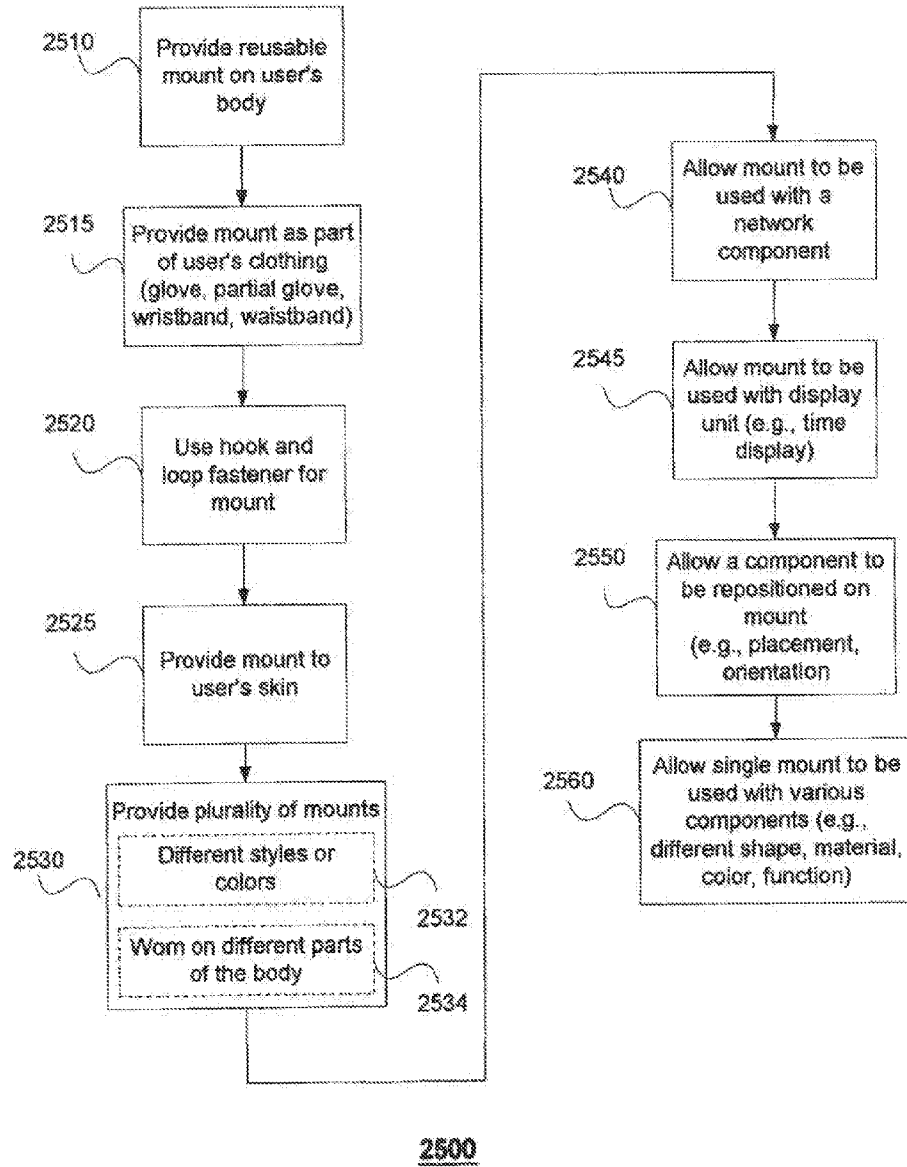 2510
Provide reusable
mount on user's
body
2515
Provide mount as part
of user's clothing
(glove, partial glove,
wristband, waistband)
2520
Use hook and
loop fastener for
mount
2525
Provide mount to
user's skin
2530
Provide plurality of mounts
Different styles or
colors
2532
Worn on different parts
of the body
2534
2540
Allow mount to be
used with a
network
component
2545
Allow mount to be
used with display
unit (e.g., time
display)
2550
Allow a component to
be repositioned on
mount
(e.g., placement,
orientation
2560
Allow single mount to be
used with various
components (e.g.,
different shape, material,
color, function)
2500